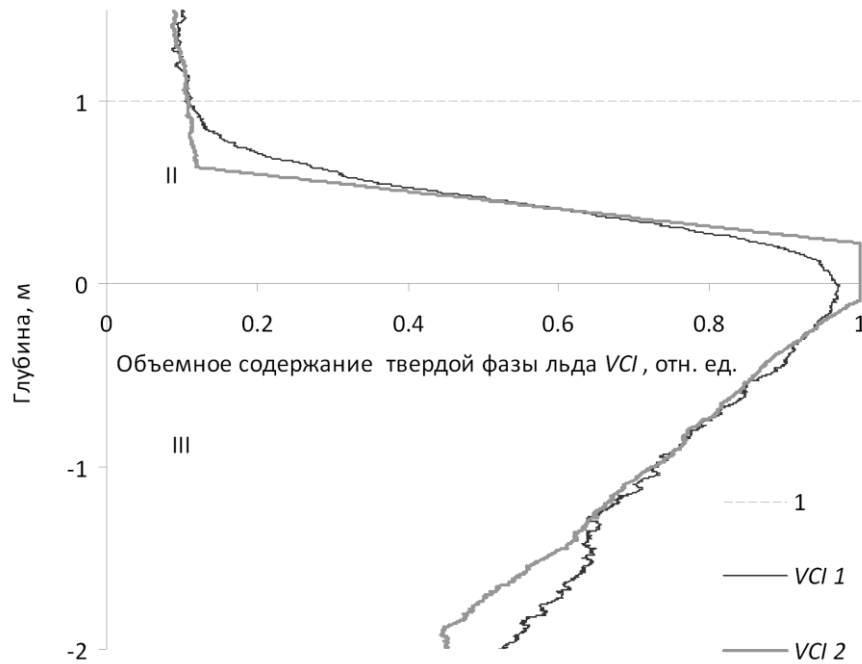 1
II
0
0
0.2
0.4
0.6
0.8
1
Глубина, м
Объемное содержание твердой фазы льда VCI , отн. ед.
III
-1
1
VCI 1
-2
VCI 2